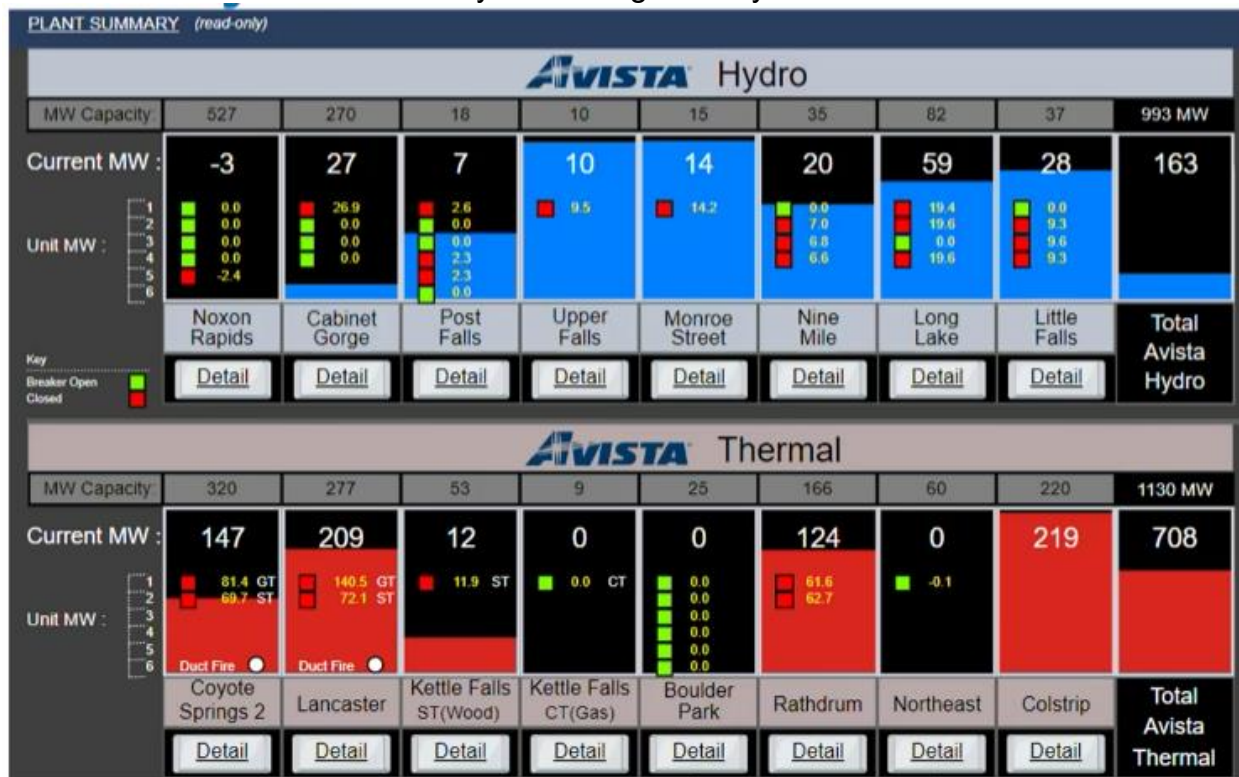 PLANT SUMMARY (read-only)
AVISTA Hydro
MW Capacity: 527 270 18 10 15 35 82 37 993 MW
Current MW : -3 27 7 10 14 20 59 28 163
Unit MW :
1 0.0 26.9 2.6 9.5 14.2 0.0 19.4 0.0
2 0.0 0.0 0.0 7.0 19.6 9.3
3 0.0 0.0 0.0 6.8 0.0 9.6
4 0.0 0.0 2.3 6.6 19.6 9.3
5 -2.4 2.3
6 0.0
Noxon Rapids Cabinet Gorge Post Falls Upper Falls Monroe Street Nine Mile Long Lake Little Falls Total Avista Hydro
Key
Breaker Open
Closed
Detail Detail Detail Detail Detail Detail Detail Detail
AVISTA Thermal
MW Capacity: 320 277 53 9 25 166 60 220 1130 MW
Current MW : 147 209 12 0 0 124 0 219 708
Unit MW :
1 81.4 GT 140.5 GT 11.9 ST 0.0 CT 0.0 61.6 -0.1
2 69.7 ST 72.1 ST 0.0 62.7
3 0.0
4 0.0
5 0.0
6 Duct Fire Duct Fire 0.0
Coyote Springs 2 Lancaster Kettle Falls ST(Wood) Kettle Falls CT(Gas) Boulder Park Rathdrum Northeast Colstrip Total Avista Thermal
Detail Detail Detail Detail Detail Detail Detail Detail